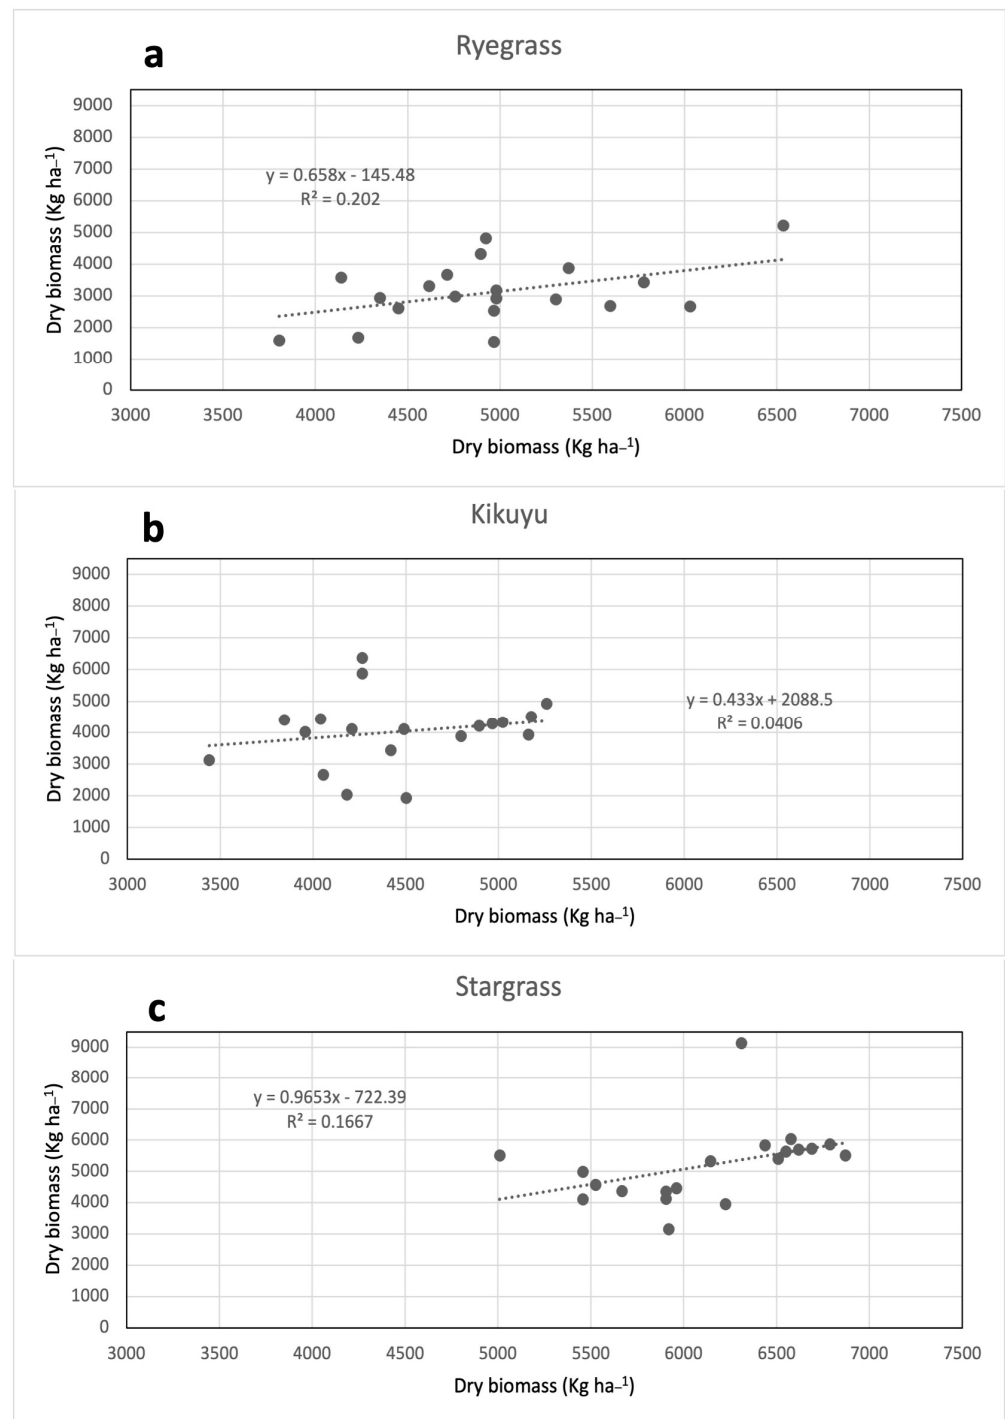 a
Ryegrass
9000
8000
7000
6000
5000
4000
3000
2000
1000
0
Dry biomass (Kg ha–1)
y = 0.658x - 145.48
R² = 0.202
3000 3500 4000 4500 5000 5500 6000 6500 7000 7500
Dry biomass (Kg ha–1)
b
Kikuyu
9000
8000
7000
6000
5000
4000
3000
2000
1000
0
Dry biomass (Kg ha–1)
y = 0.433x + 2088.5
R² = 0.0406
3000 3500 4000 4500 5000 5500 6000 6500 7000 7500
Dry biomass (Kg ha–1)
c
Stargrass
9000
8000
7000
6000
5000
4000
3000
2000
1000
0
Dry biomass (Kg ha–1)
y = 0.9653x - 722.39
R² = 0.1667
3000 3500 4000 4500 5000 5500 6000 6500 7000 7500
Dry biomass (Kg ha–1)